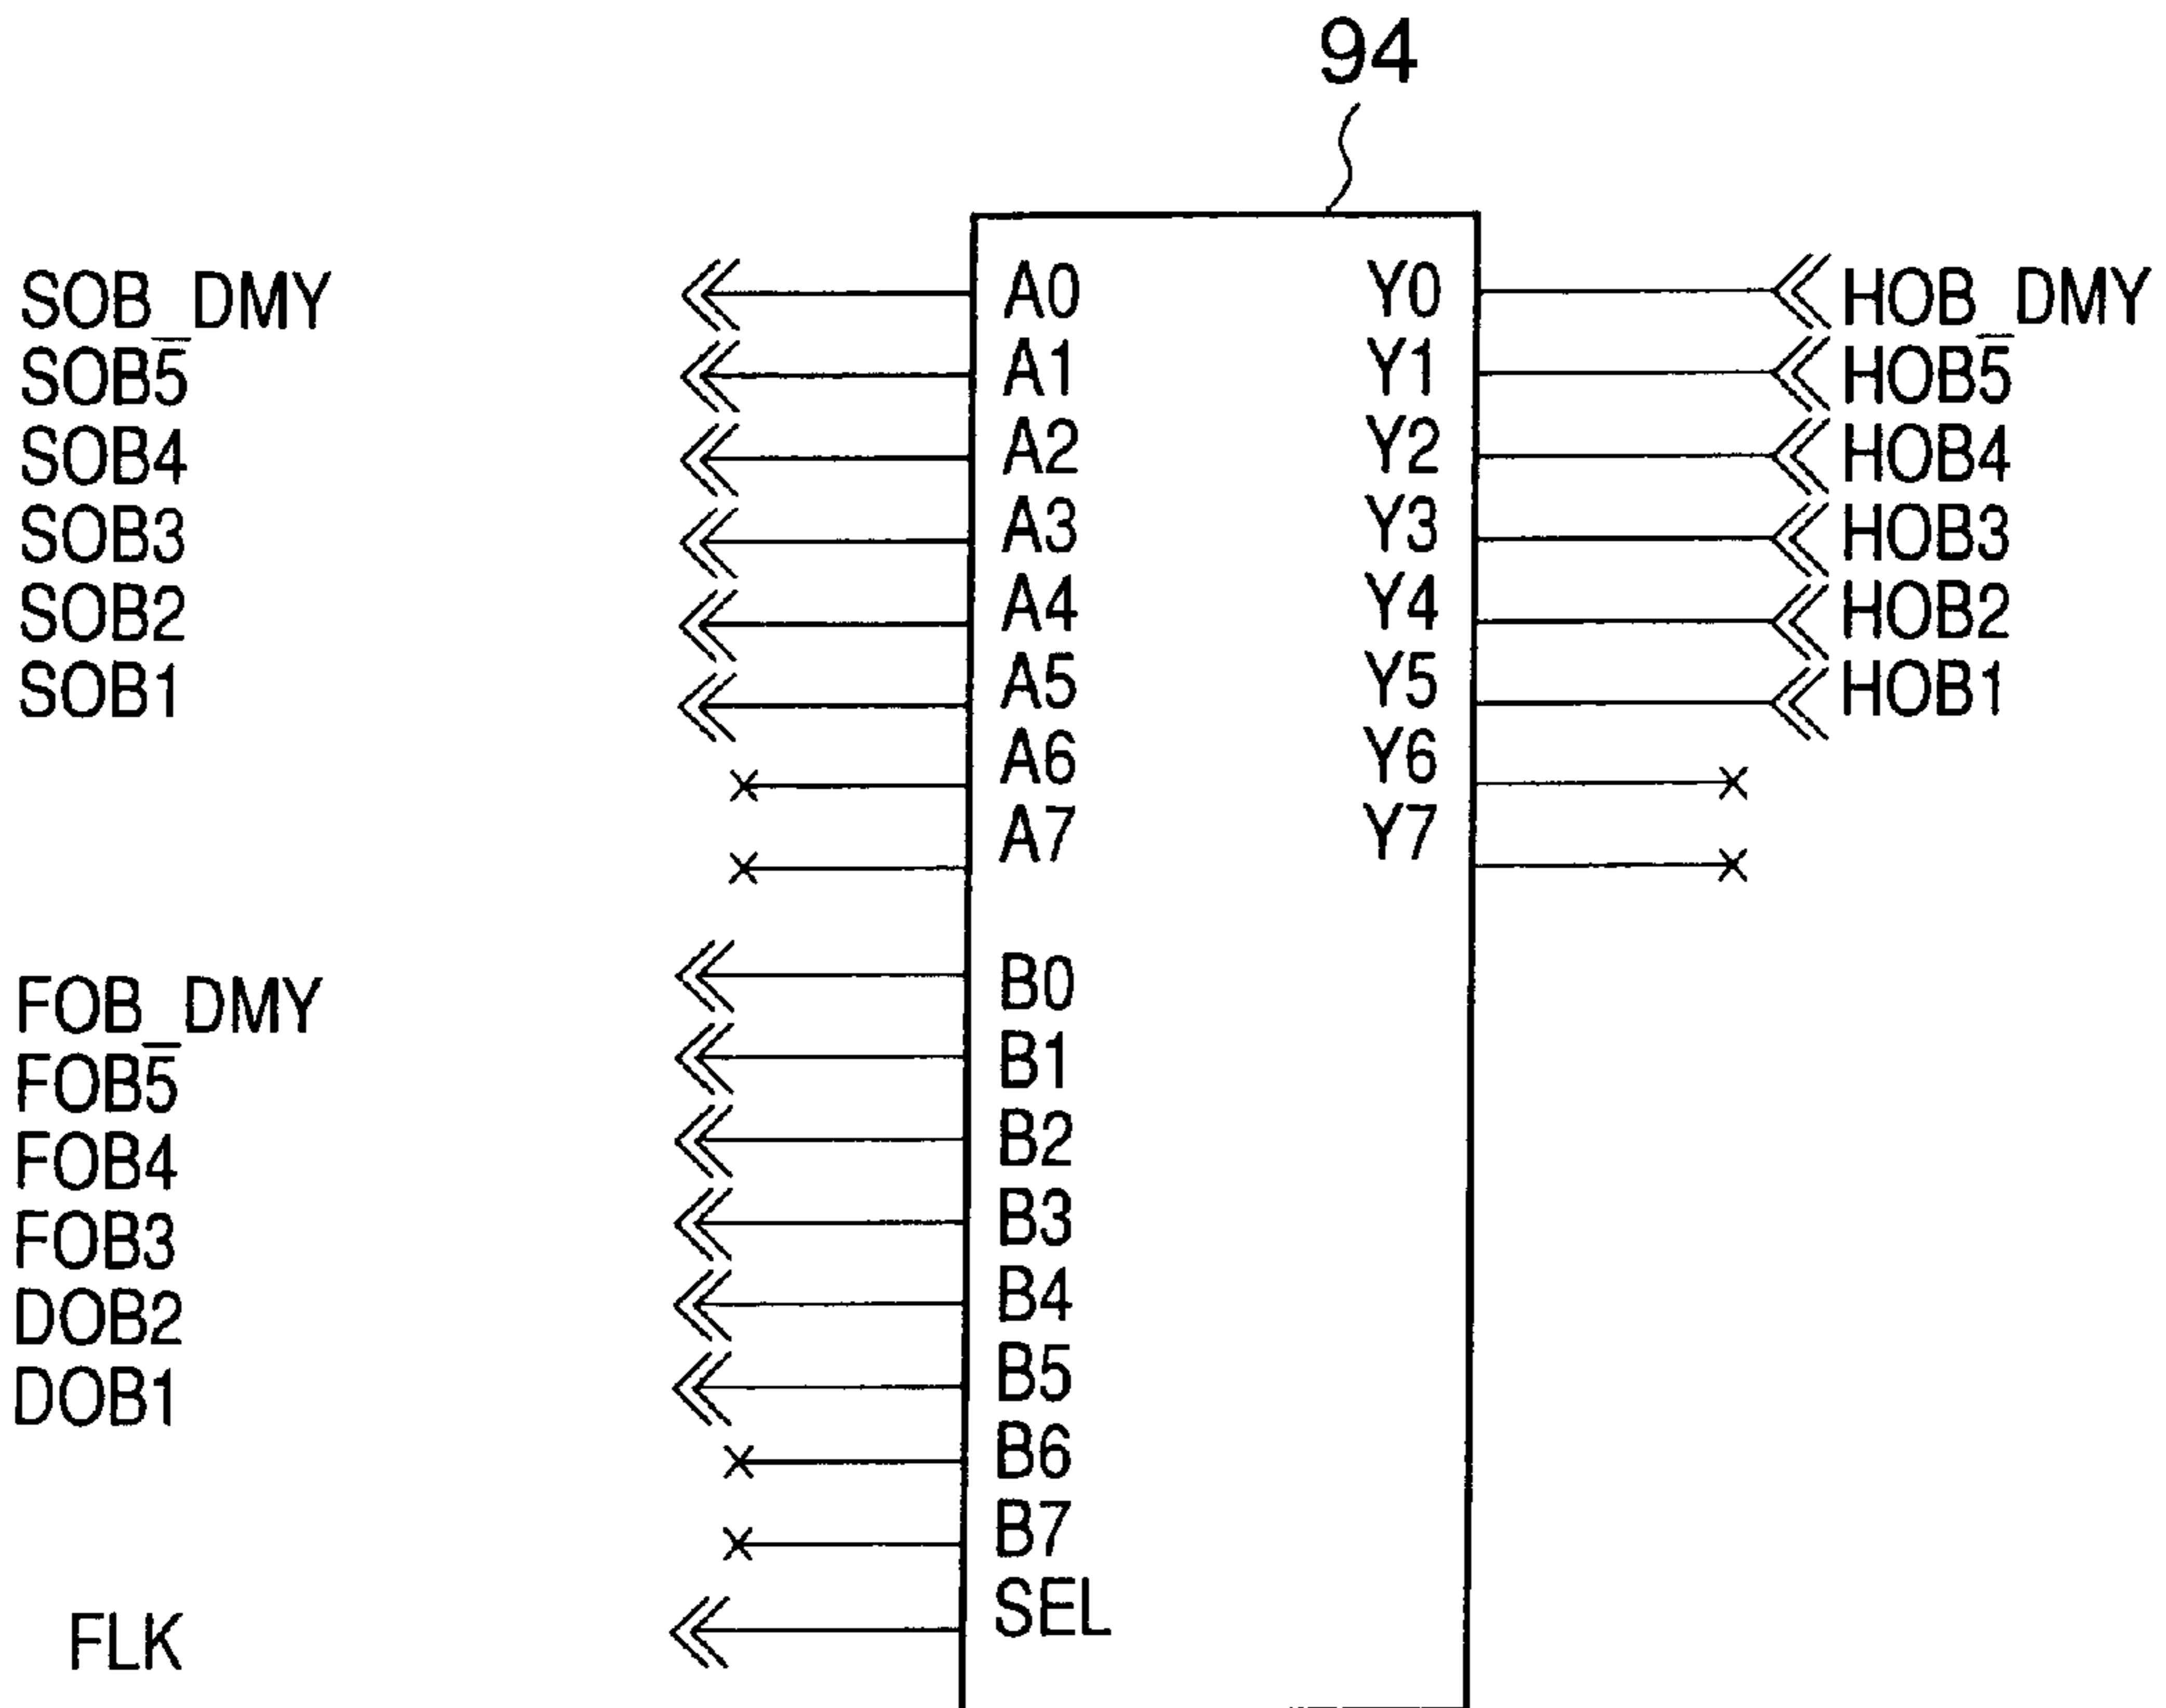 94
SOB_DMY A0 Y0 HOB_DMY
SOB5 A1 Y1 HOB5
SOB4 A2 Y2 HOB4
SOB3 A3 Y3 HOB3
SOB2 A4 Y4 HOB2
SOB1 A5 Y5 HOB1
A6 Y6
A7 Y7
FOB_DMY B0
FOB5 B1
FOB4 B2
FOB3 B3
DOB2 B4
DOB1 B5
B6
B7
FLK SEL